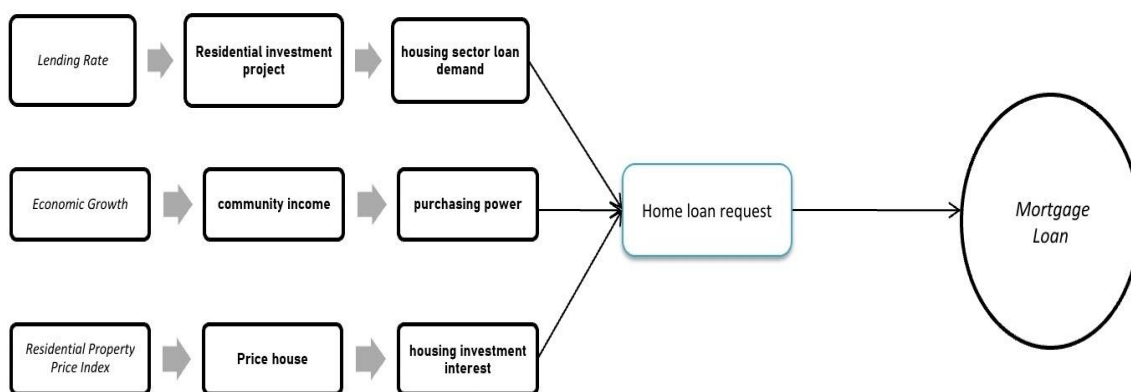 Lending Rate
Residential investment
project
housing sector loan
demand
Economic Growth
community income
purchasing power
Home loan request
Mortgage
Loan
Residential Property
Price Index
Price house
housing investment
interest